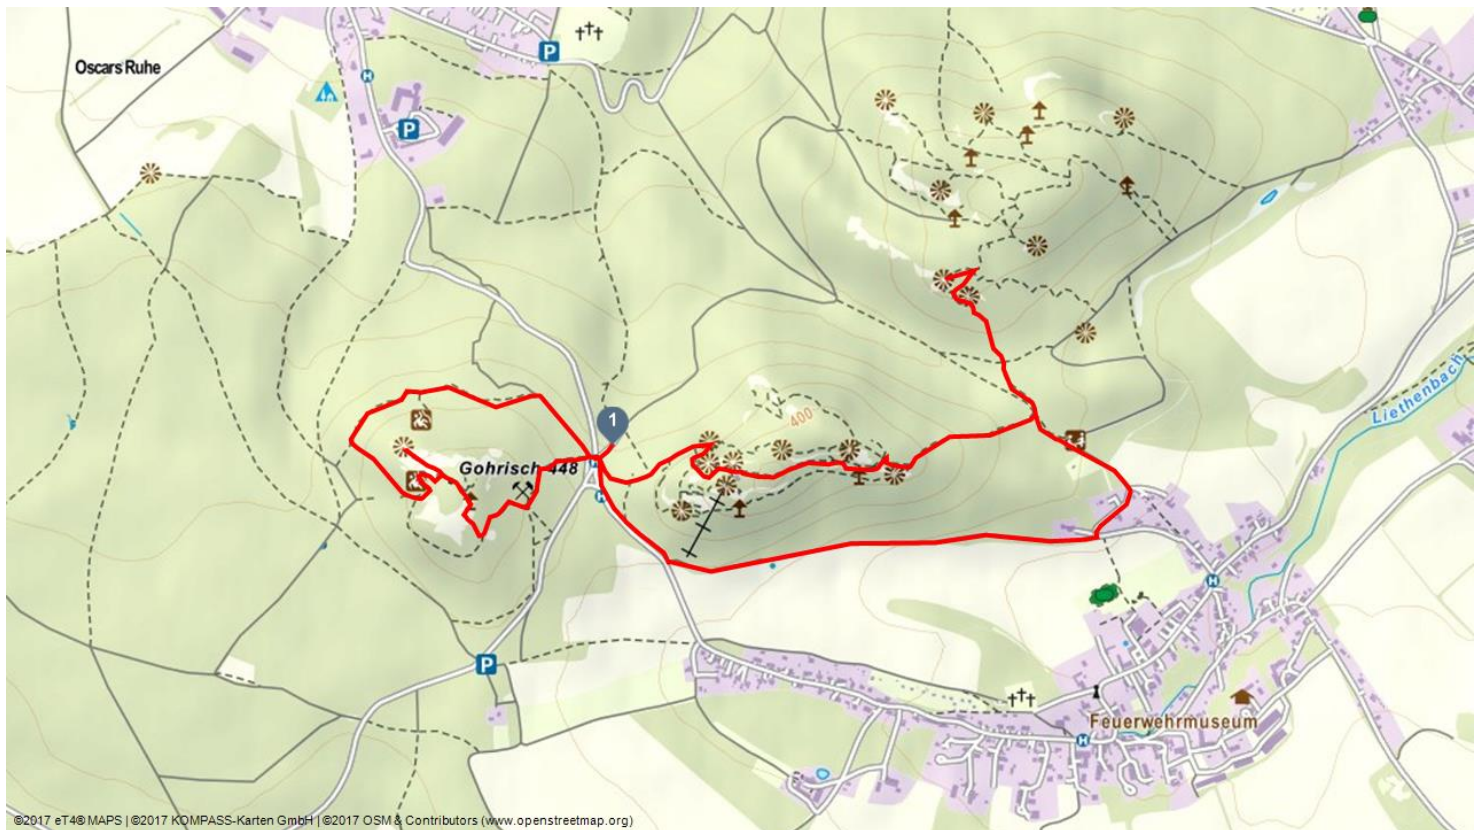 P
H
Oscars Ruhe
P
1
400
Liethenbach
Gohrisch 448
H
H
H
P
Feuerwehrmuseum
H
©2017 eT4® MAPS | ©2017 KOMPASS-Karten GmbH | ©2017 OSM & Contributors (www.openstreetmap.org)